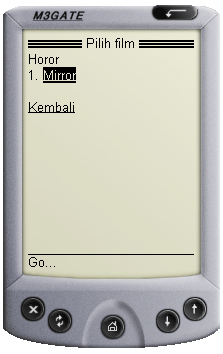 M3GATE
Pilih film
Horor
1. Mirror
Kembali
Go...